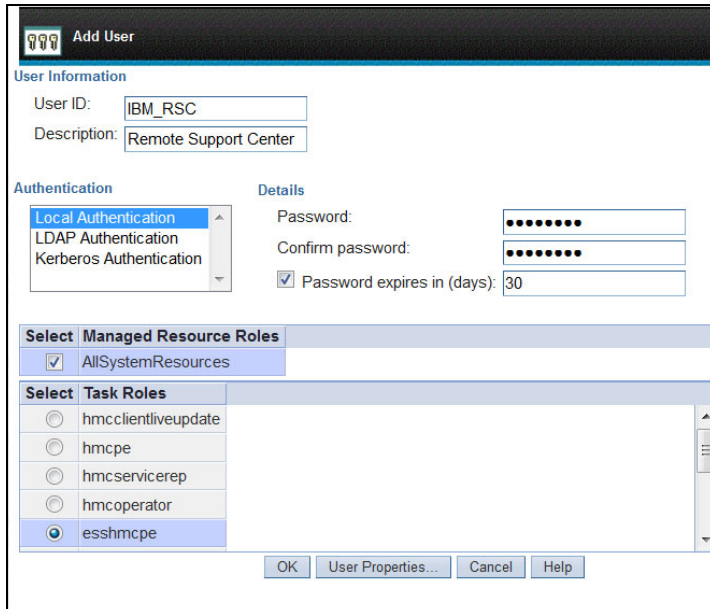 Add User
User Information
User ID: IBM_RSC
Description: Remote Support Center
Authentication
Details
Local Authentication
LDAP Authentication
Kerberos Authentication
Password: ●●●●●●●●
Confirm password: ●●●●●●●●
Password expires in (days): 30
Select Managed Resource Roles
AllSystemResources
Select Task Roles
hmcclientliveupdate
hmcpe
hmcservicerep
hmcoperator
esshmcpe
OK User Properties... Cancel Help